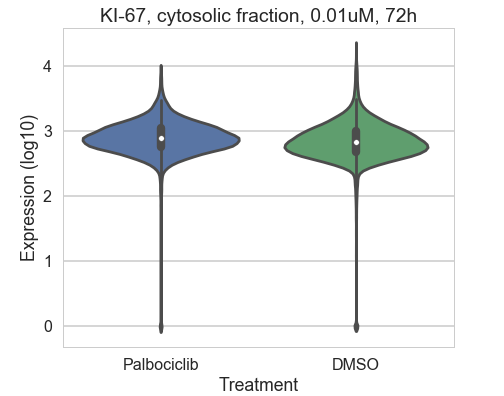 KI-67, cytosolic fraction, 0.01uM, 72h
Expression (log10)
4
3
2
1
0
Palbociclib DMSO
Treatment